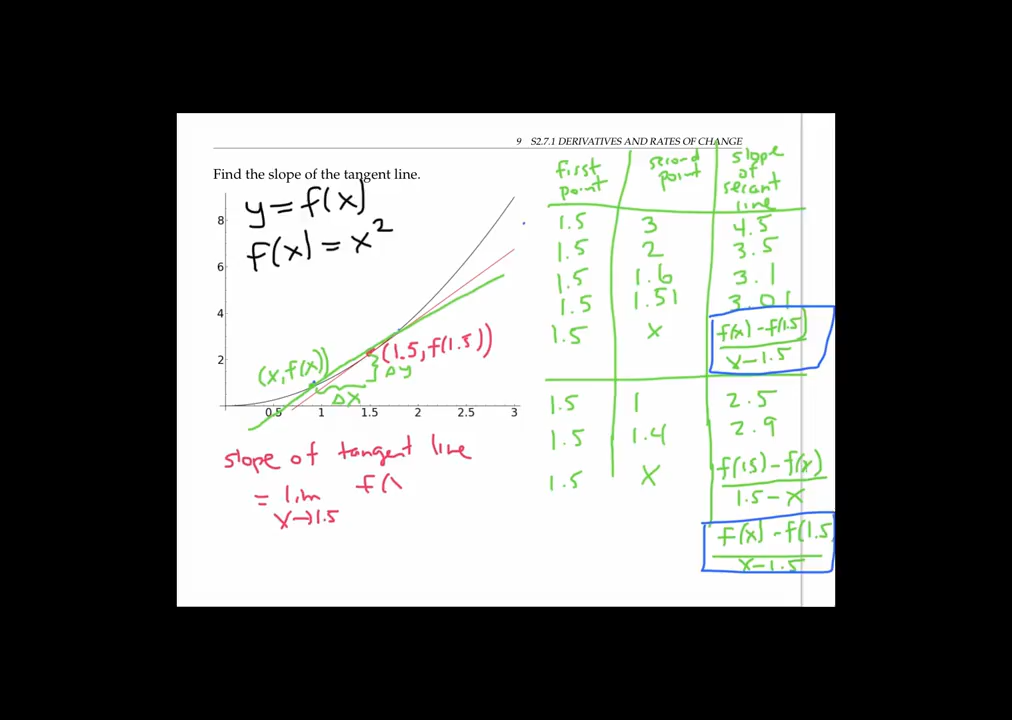 9 S2.7.1 DERIVATIVES AND RATES OF CHANGE
Find the slope of the tangent line.
y = f(x)
f(x) = x²
8
6
4
2
0.5 1 1.5 2 2.5 3
(x, f(x))
(1.5, f(1.5))
Δy
Δx
slope of tangent line
= lim f(
x→1.5
first point second point slope of secant line
1.5 3 4.5
1.5 2 3.5
1.5 1.6 3.1
1.5 1.51 3.01
1.5 x f(x) - f(1.5)
x - 1.5
1.5 1 2.5
1.5 1.4 2.9
1.5 x f(1.5) - f(x)
1.5 - x
f(x) - f(1.5
x - 1.5